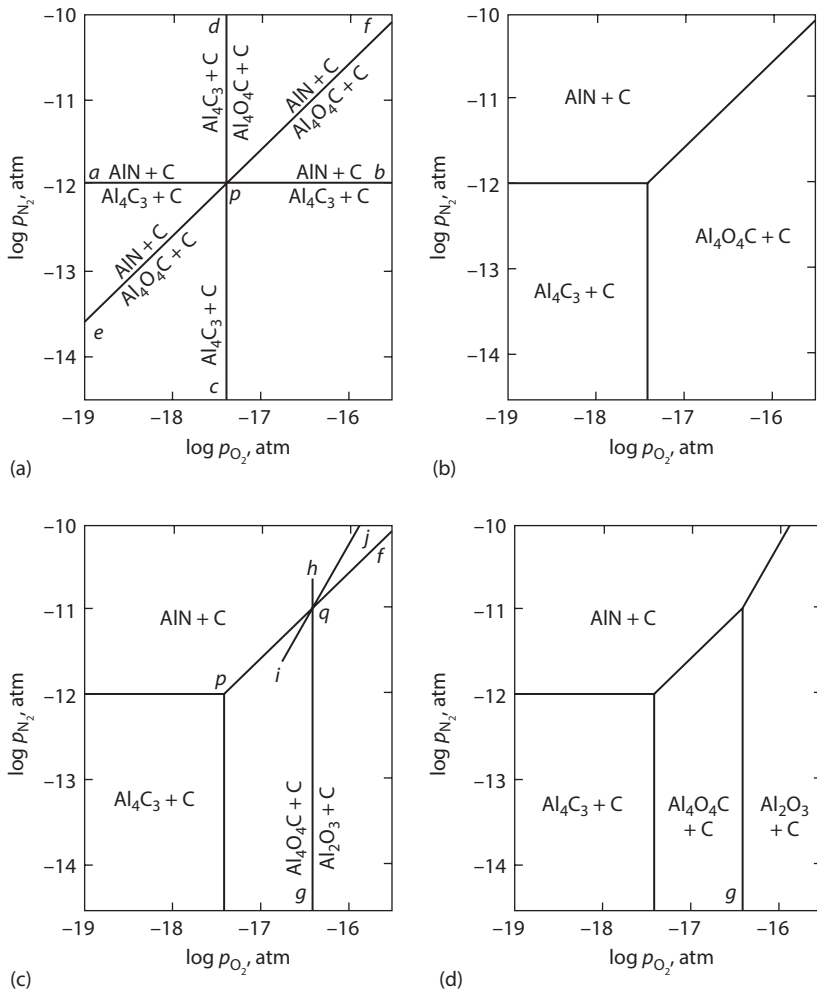 −10
d
f
Al4C3 + C
Al4O4C + C
AlN + C
Al4O4C + C
−11
a AlN + C
AlN + C b
−12
Al4C3 + C
p
Al4C3 + C
log pN2, atm
AlN + C
Al4O4C + C
−13
e
Al4C3 + C
−14
c
−19
−18
−17
−16
log pO2, atm
(a)
−10
AlN + C
−11
−12
log pN2, atm
Al4O4C + C
−13
Al4C3 + C
−14
−19
−18
−17
−16
log pO2, atm
(b)
−10
j
h
f
AlN + C
−11
q
i
p
−12
log pN2, atm
−13
Al4C3 + C
Al4O4C + C
Al2O3 + C
−14
g
−19
−18
−17
−16
log pO2, atm
(c)
−10
AlN + C
−11
−12
log pN2, atm
−13
Al4C3 + C
Al4O4C
+ C
Al2O3
+ C
−14
g
−19
−18
−17
−16
log pO2, atm
(d)